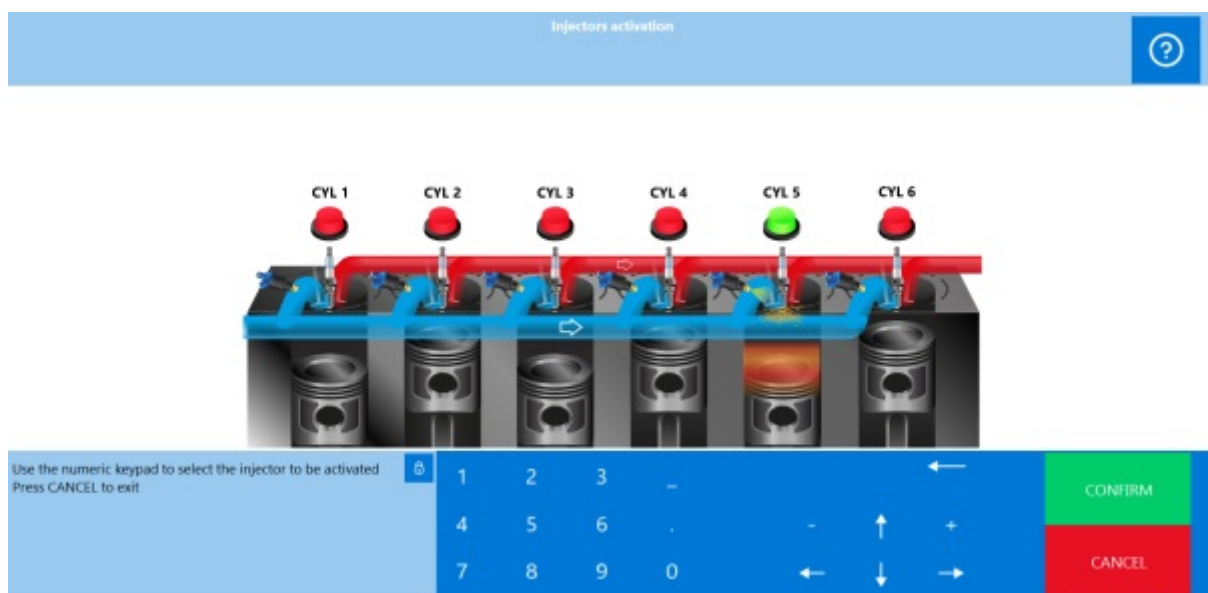 Injectors activation
?
CYL 1 CYL 2 CYL 3 CYL 4 CYL 5 CYL 6
Use the numeric keypad to select the injector to be activated
Press CANCEL to exit
1 2 3 _
4 5 6 . - +
7 8 9 0
CONFIRM
CANCEL